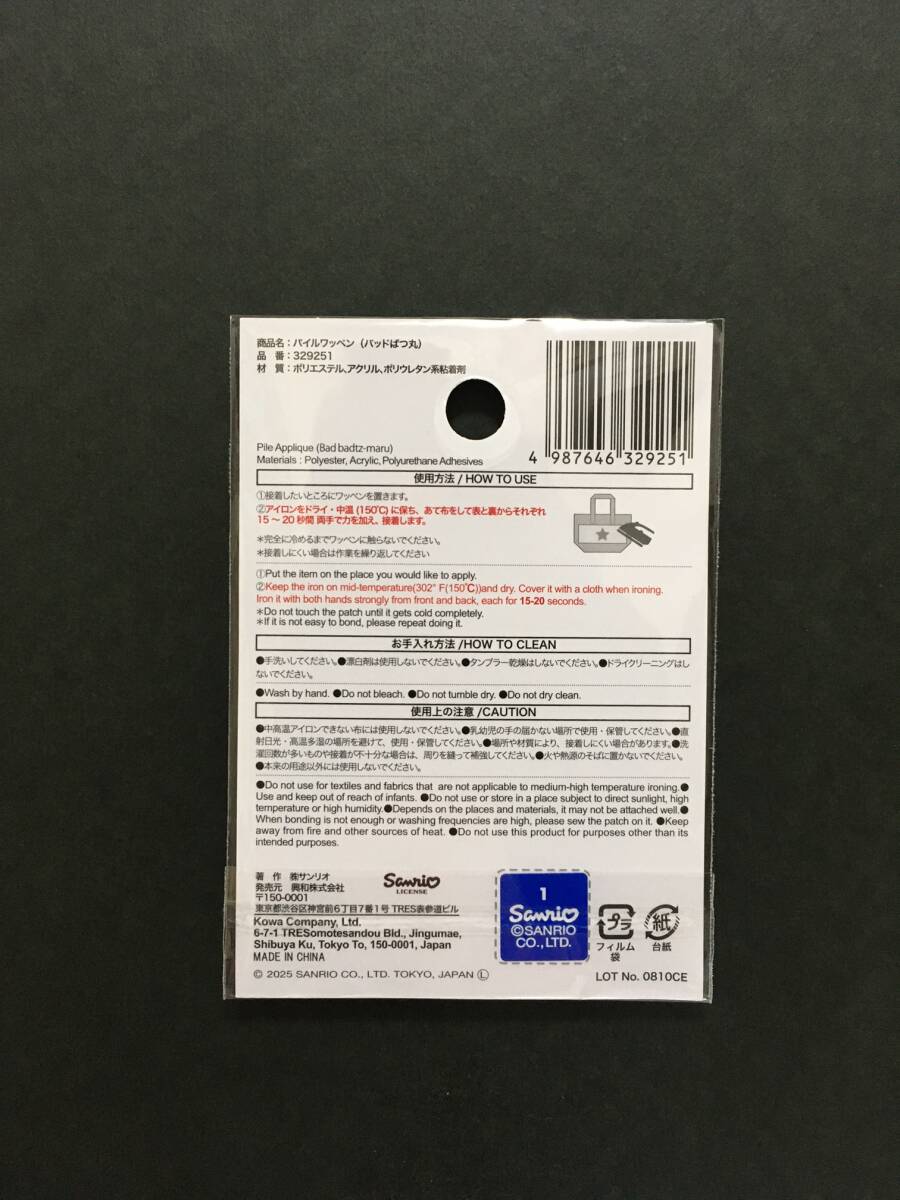 商品名：パイルワッペン（バッドばつ丸）
品　番：329251
材　質：ポリエステル、アクリル、ポリウレタン系粘着剤
Pile Applique (Bad badtz-maru)
Materials : Polyester, Acrylic, Polyurethane Adhesives
4 987646 329251
使用方法 / HOW TO USE
①接着したいところにワッペンを置きます。
②アイロンをドライ・中温(150℃)に保ち、あて布をして表と裏からそれぞれ
15〜20秒間 両手で力を加え、接着します。
＊完全に冷めるまでワッペンに触らないでください。
＊接着しにくい場合は作業を繰り返してください
①Put the item on the place you would like to apply.
②Keep the iron on mid-temperature(302° F(150℃))and dry. Cover it with a cloth when ironing.
Iron it with both hands strongly from front and back, each for 15-20 seconds.
＊Do not touch the patch until it gets cold completely.
＊If it is not easy to bond, please repeat doing it.
お手入れ方法 /HOW TO CLEAN
●手洗いしてください。●漂白剤は使用しないでください。●タンブラー乾燥はしないでください。●ドライクリーニングはし
ないでください。
●Wash by hand. ●Do not bleach. ●Do not tumble dry. ●Do not dry clean.
使用上の注意 /CAUTION
●中高温アイロンできない布には使用しないでください。●乳幼児の手の届かない場所で使用・保管してください。●直
射日光・高温多湿の場所を避けて、使用・保管してください。●場所や材質により、接着しにくい場合があります。●洗
濯回数が多いものや接着が不十分な場合は、周りを縫って補強してください。●火や熱源のそばに置かないでください。
●本来の用途以外には使用しないでください。
●Do not use for textiles and fabrics that are not applicable to medium-high temperature ironing.●
Use and keep out of reach of infants. ●Do not use or store in a place subject to direct sunlight, high
temperature or high humidity.●Depends on the places and materials, it may not be attached well.●
When bonding is not enough or washing frequencies are high, please sew the patch on it. ●Keep
away from fire and other sources of heat. ●Do not use this product for purposes other than its
intended purposes.
著　作　㈱サンリオ
発売元　興和株式会社
〒150-0001
東京都渋谷区神宮前6丁目7番1号 TRES表参道ビル
Kowa Company, Ltd.
6-7-1 TRESomotesandou Bld., Jingumae,
Shibuya Ku, Tokyo To, 150-0001, Japan
MADE IN CHINA
© 2025 SANRIO CO., LTD. TOKYO, JAPAN Ⓛ
Sanrio
LICENSE
1
Sanrio
©SANRIO
CO.,LTD.
プラ
フィルム
袋
紙
台紙
LOT No. 0810CE